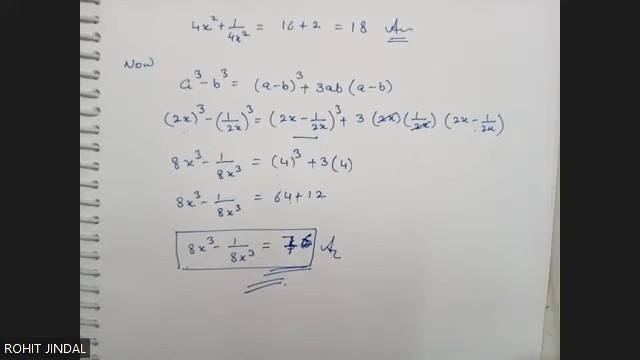 4x² + 1/4x² = 16 + 2 = 18 Ans
Now
a³ - b³ = (a-b)³ + 3ab (a-b)
(2x)³ - (1/2x)³ = (2x - 1/2x)³ + 3 (2x) (1/2x) (2x - 1/2x)
8x³ - 1/8x³ = (4)³ + 3(4)
8x³ - 1/8x³ = 64 + 12
8x³ - 1/8x³ = 76
ROHIT JINDAL